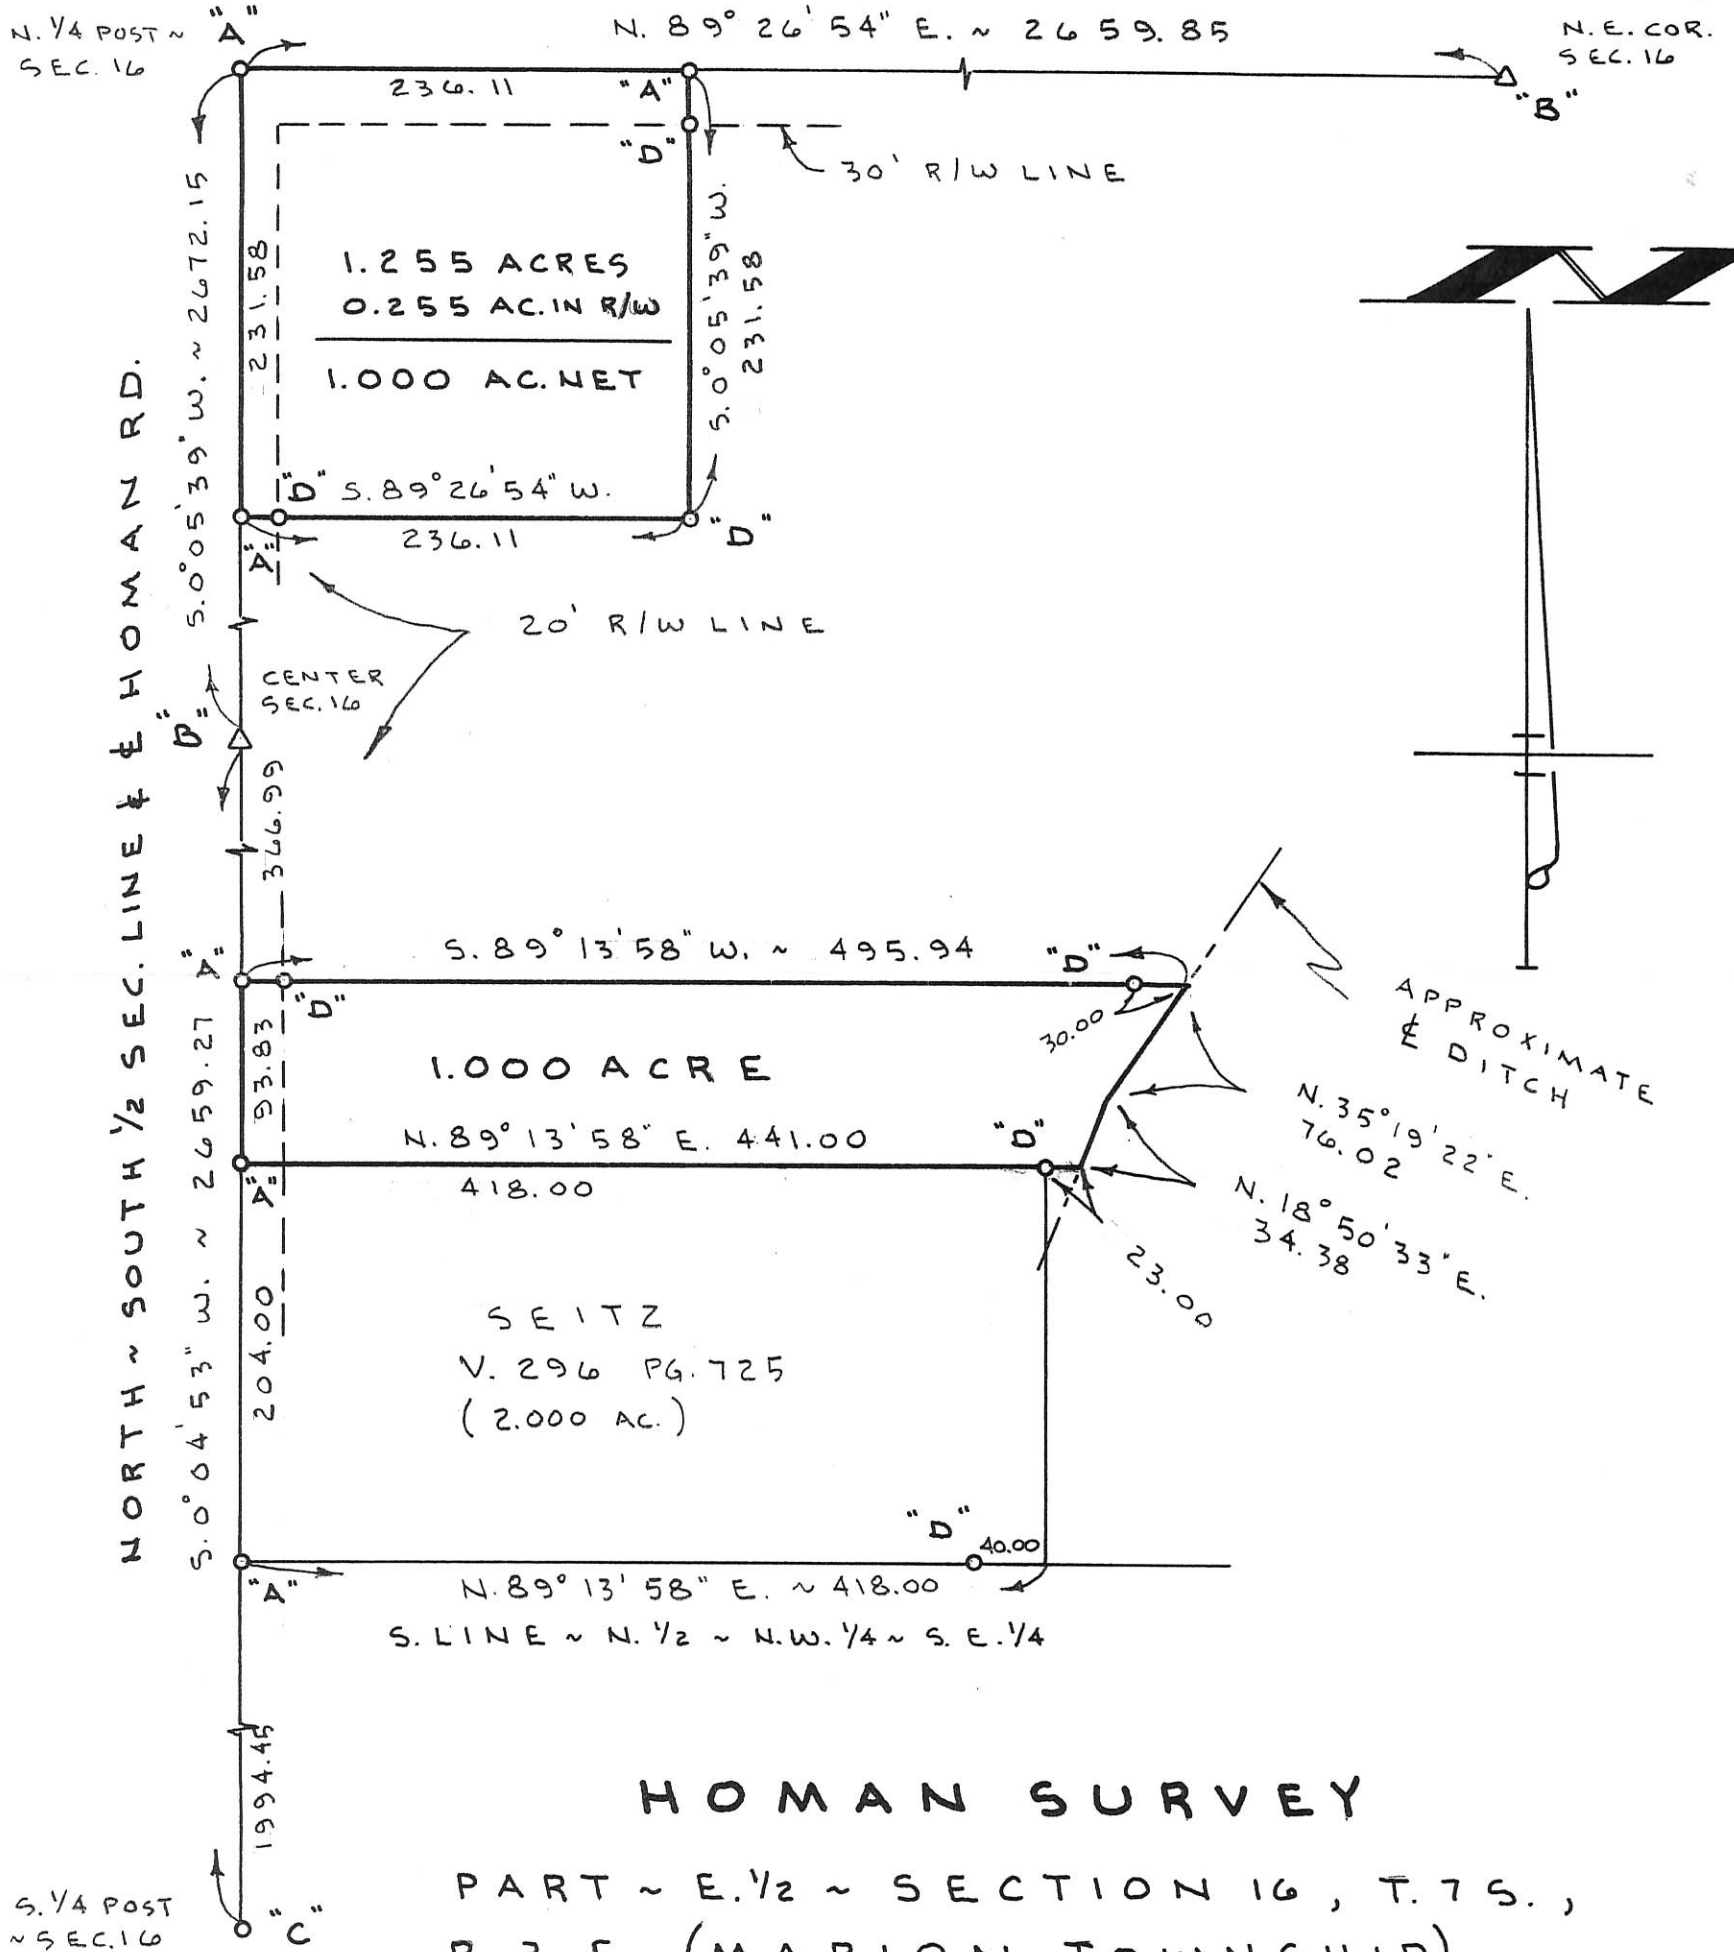 N. 1/4 POST ~ "A"
SEC. 16
N. 89° 26' 54" E. ~ 2659.85
N.E. COR.
SEC. 16
"B"
236.11
"A"
"D"
30' R/W LINE
S. 0° 05' 39" W. ~ 2672.15
231.58
1.255 ACRES
0.255 AC. IN R/W
1.000 AC. NET
S. 0° 05' 39" W.
231.58
N
"D" S. 89° 26' 54" W.
236.11
"D"
"A"
20' R/W LINE
CENTER
SEC. 16
"B"
366.99
NORTH ~ SOUTH 1/2 SEC. LINE & ℄ HOMAN RD.
"A"
S. 89° 13' 58" W. ~ 495.94
"D"
"D"
30.00
APPROXIMATE
℄ DITCH
93.83
1.000 ACRE
N. 35° 19' 22" E.
76.02
N. 89° 13' 58" E. 441.00
"D"
"A"
418.00
N. 18° 50' 33" E.
34.38
23.00
S. 0° 04' 53" W. ~ 2659.27
204.00
SEITZ
V. 296 PG. 725
(2.000 AC.)
"D"
40.00
"A"
N. 89° 13' 58" E. ~ 418.00
S. LINE ~ N. 1/2 ~ N.W. 1/4 ~ S.E. 1/4
1994.45
HOMAN SURVEY
PART ~ E. 1/2 ~ SECTION 16, T. 7 S.,
S. 1/4 POST
~ SEC. 16
"C"
(MARION TOWNSHIP)